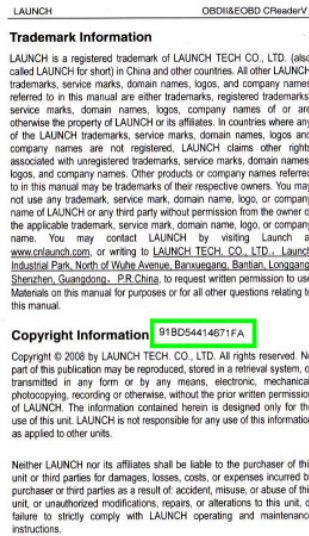 LAUNCH OBDII&EOBD CReaderV
Trademark Information
LAUNCH is a registered trademark of LAUNCH TECH CO., LTD. (also
called LAUNCH for short) in China and other countries. All other LAUNCH
trademarks, service marks, domain names, logos, and company names
referred to in this manual are either trademarks, registered trademarks,
service marks, domain names, logos, company names of or are
otherwise the property of LAUNCH or its affiliates. In countries where any
of the LAUNCH trademarks, service marks, domain names, logos and
company names are not registered, LAUNCH claims other rights
associated with unregistered trademarks, service marks, domain names,
logos, and company names. Other products or company names referred
to in this manual may be trademarks of their respective owners. You may
not use any trademark, service mark, domain name, logo, or company
name of LAUNCH or any third party without permission from the owner of
the applicable trademark, service mark, domain name, logo, or company
name. You may contact LAUNCH by visiting Launch a
www.cnlaunch.com, or writing to LAUNCH TECH. CO., LTD., Launch
Industrial Park, North of Wuhe Avenue, Banxuegang, Bantian, Longgang,
Shenzhen, Guangdong, P.R.China, to request written permission to use
Materials on this manual for purposes or for all other questions relating to
this manual.
Copyright Information 91BD54414671FA
Copyright © 2008 by LAUNCH TECH. CO., LTD. All rights reserved. No
part of this publication may be reproduced, stored in a retrieval system, or
transmitted in any form or by any means, electronic, mechanical,
photocopying, recording or otherwise, without the prior written permission
of LAUNCH. The information contained herein is designed only for the
use of this unit. LAUNCH is not responsible for any use of this information
as applied to other units.
Neither LAUNCH nor its affiliates shall be liable to the purchaser of this
unit or third parties for damages, losses, costs, or expenses incurred by
purchaser or third parties as a result of: accident, misuse, or abuse of this
unit, or unauthorized modifications, repairs, or alterations to this unit, or
failure to strictly comply with LAUNCH operating and maintenance
instructions.